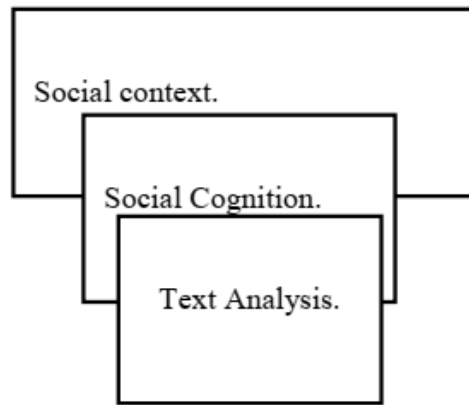 Social context.
Social Cognition.
Text Analysis.